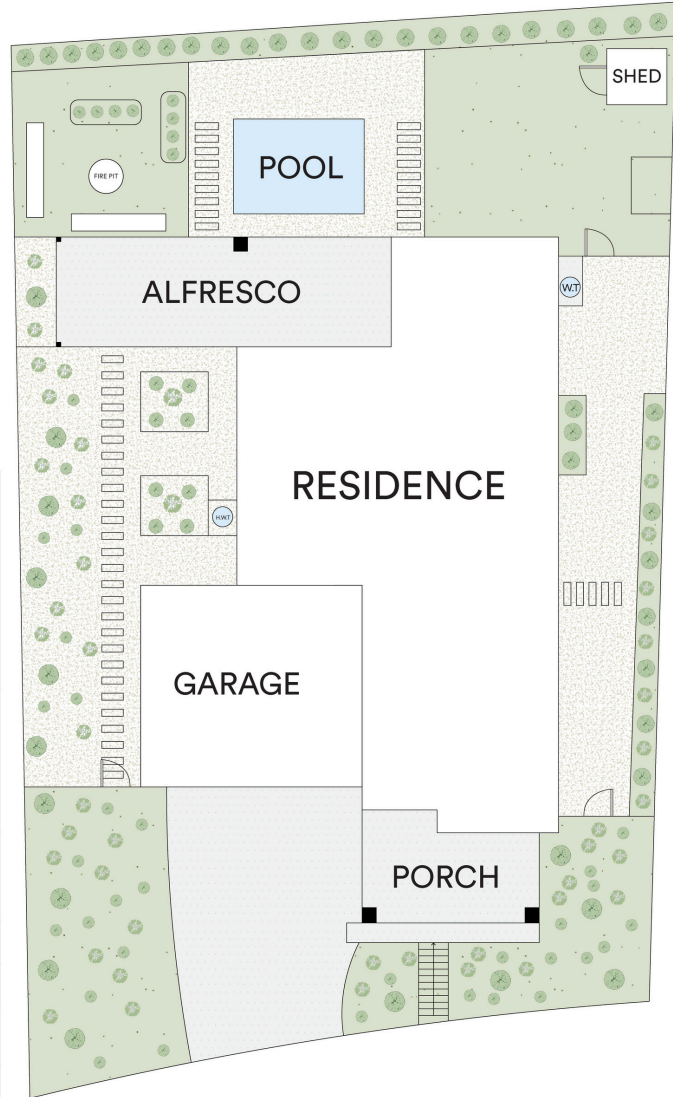 SHED
POOL
FIRE PIT
ALFRESCO
W.T
RESIDENCE
H.W.T
GARAGE
PORCH